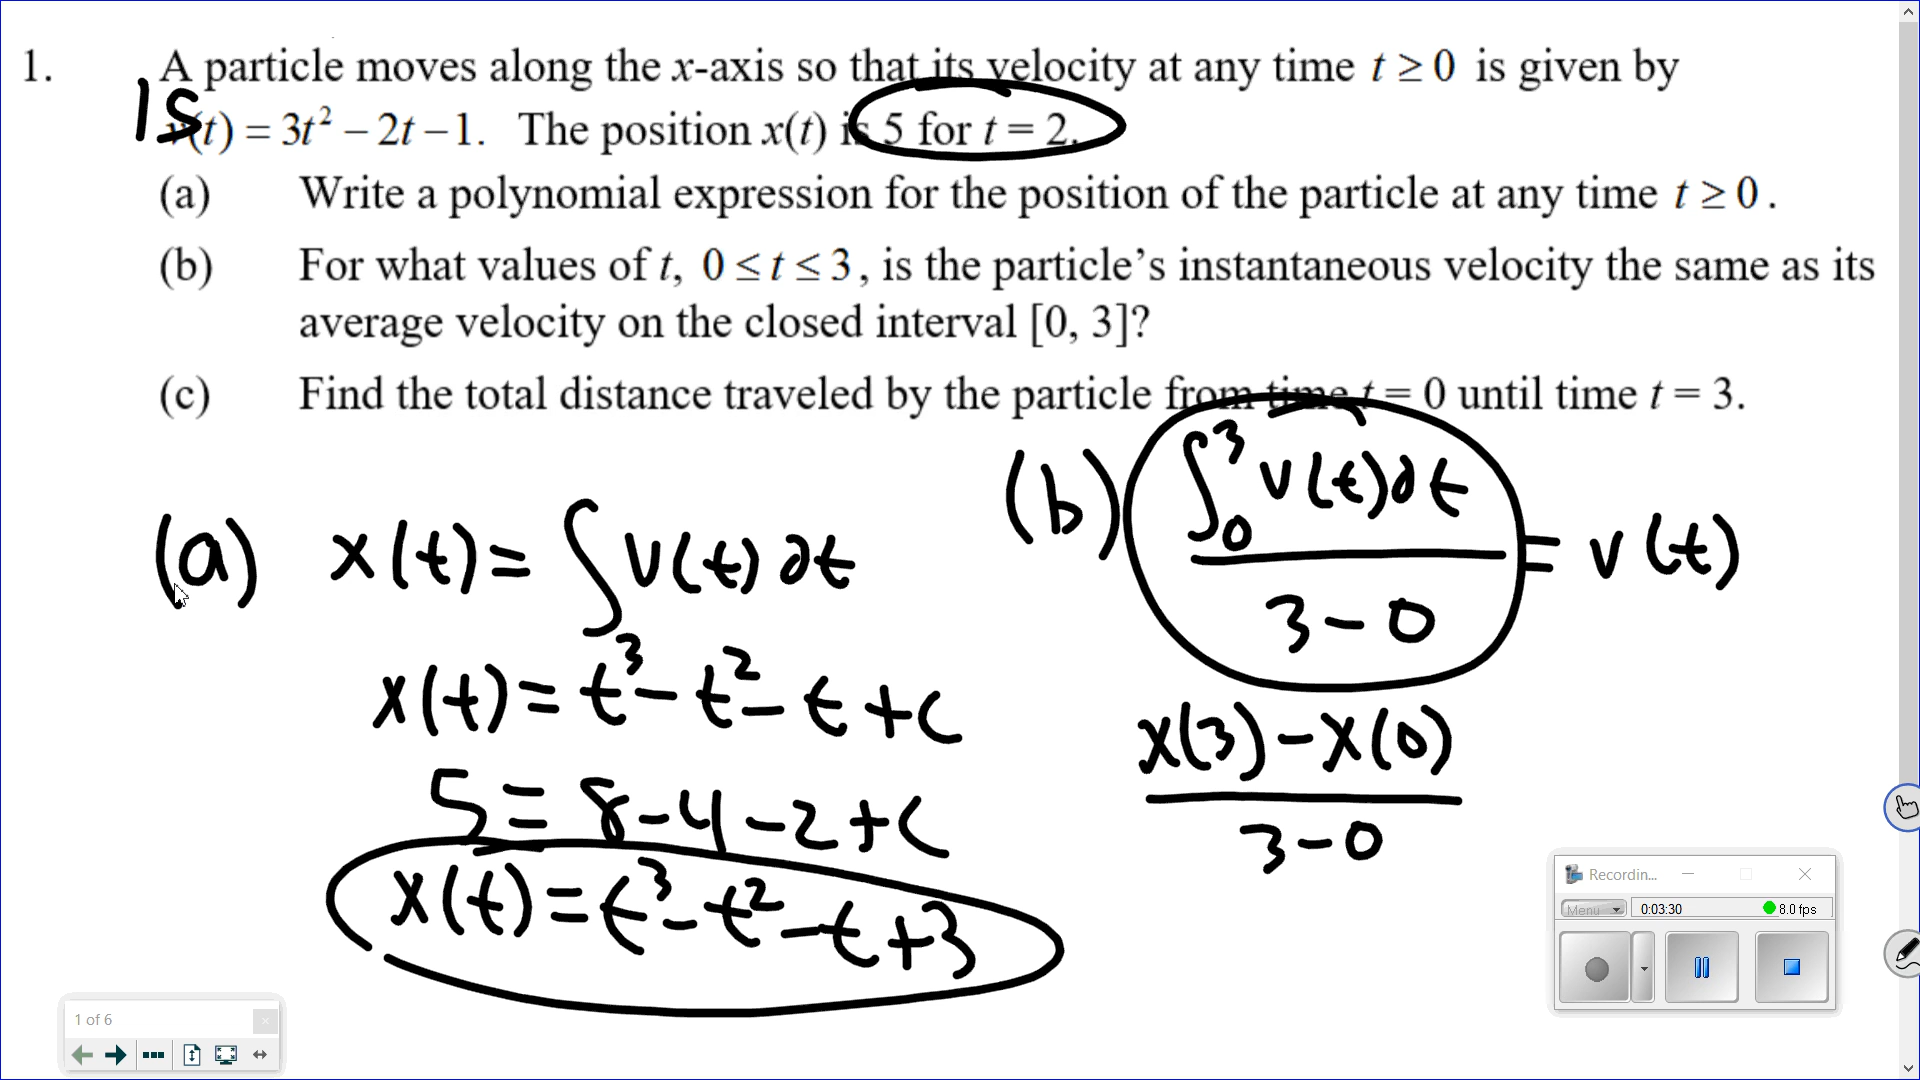 1. A particle moves along the x-axis so that its velocity at any time t ≥ 0 is given by
15
(t) = 3t² – 2t – 1. The position x(t) is 5 for t = 2.
(a) Write a polynomial expression for the position of the particle at any time t ≥ 0.
(b) For what values of t, 0 ≤ t ≤ 3, is the particle's instantaneous velocity the same as its
average velocity on the closed interval [0, 3]?
(c) Find the total distance traveled by the particle from time t = 0 until time t = 3.
(a) x(t) = ∫ v(t) dt
x(t) = t³ – t² – t + c
5 = 8 – 4 – 2 + c
x(t) = t³ – t² – t + 3
(b) ∫₀³ v(t) dt = v(t)
3 – 0
x(3) – x(0)
3 – 0
Recordin...
Menu 0:03:30 8.0 fps
1 of 6